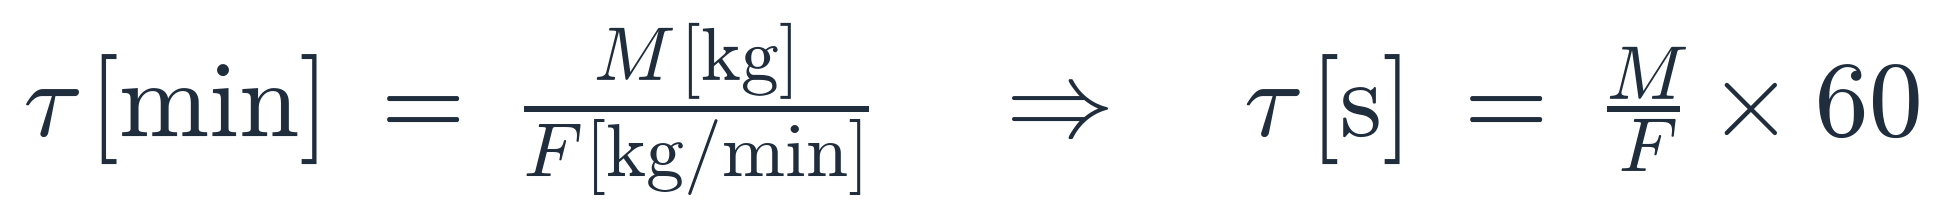 τ [min] = M [kg] / F [kg/min] ⇒ τ [s] = M / F × 60